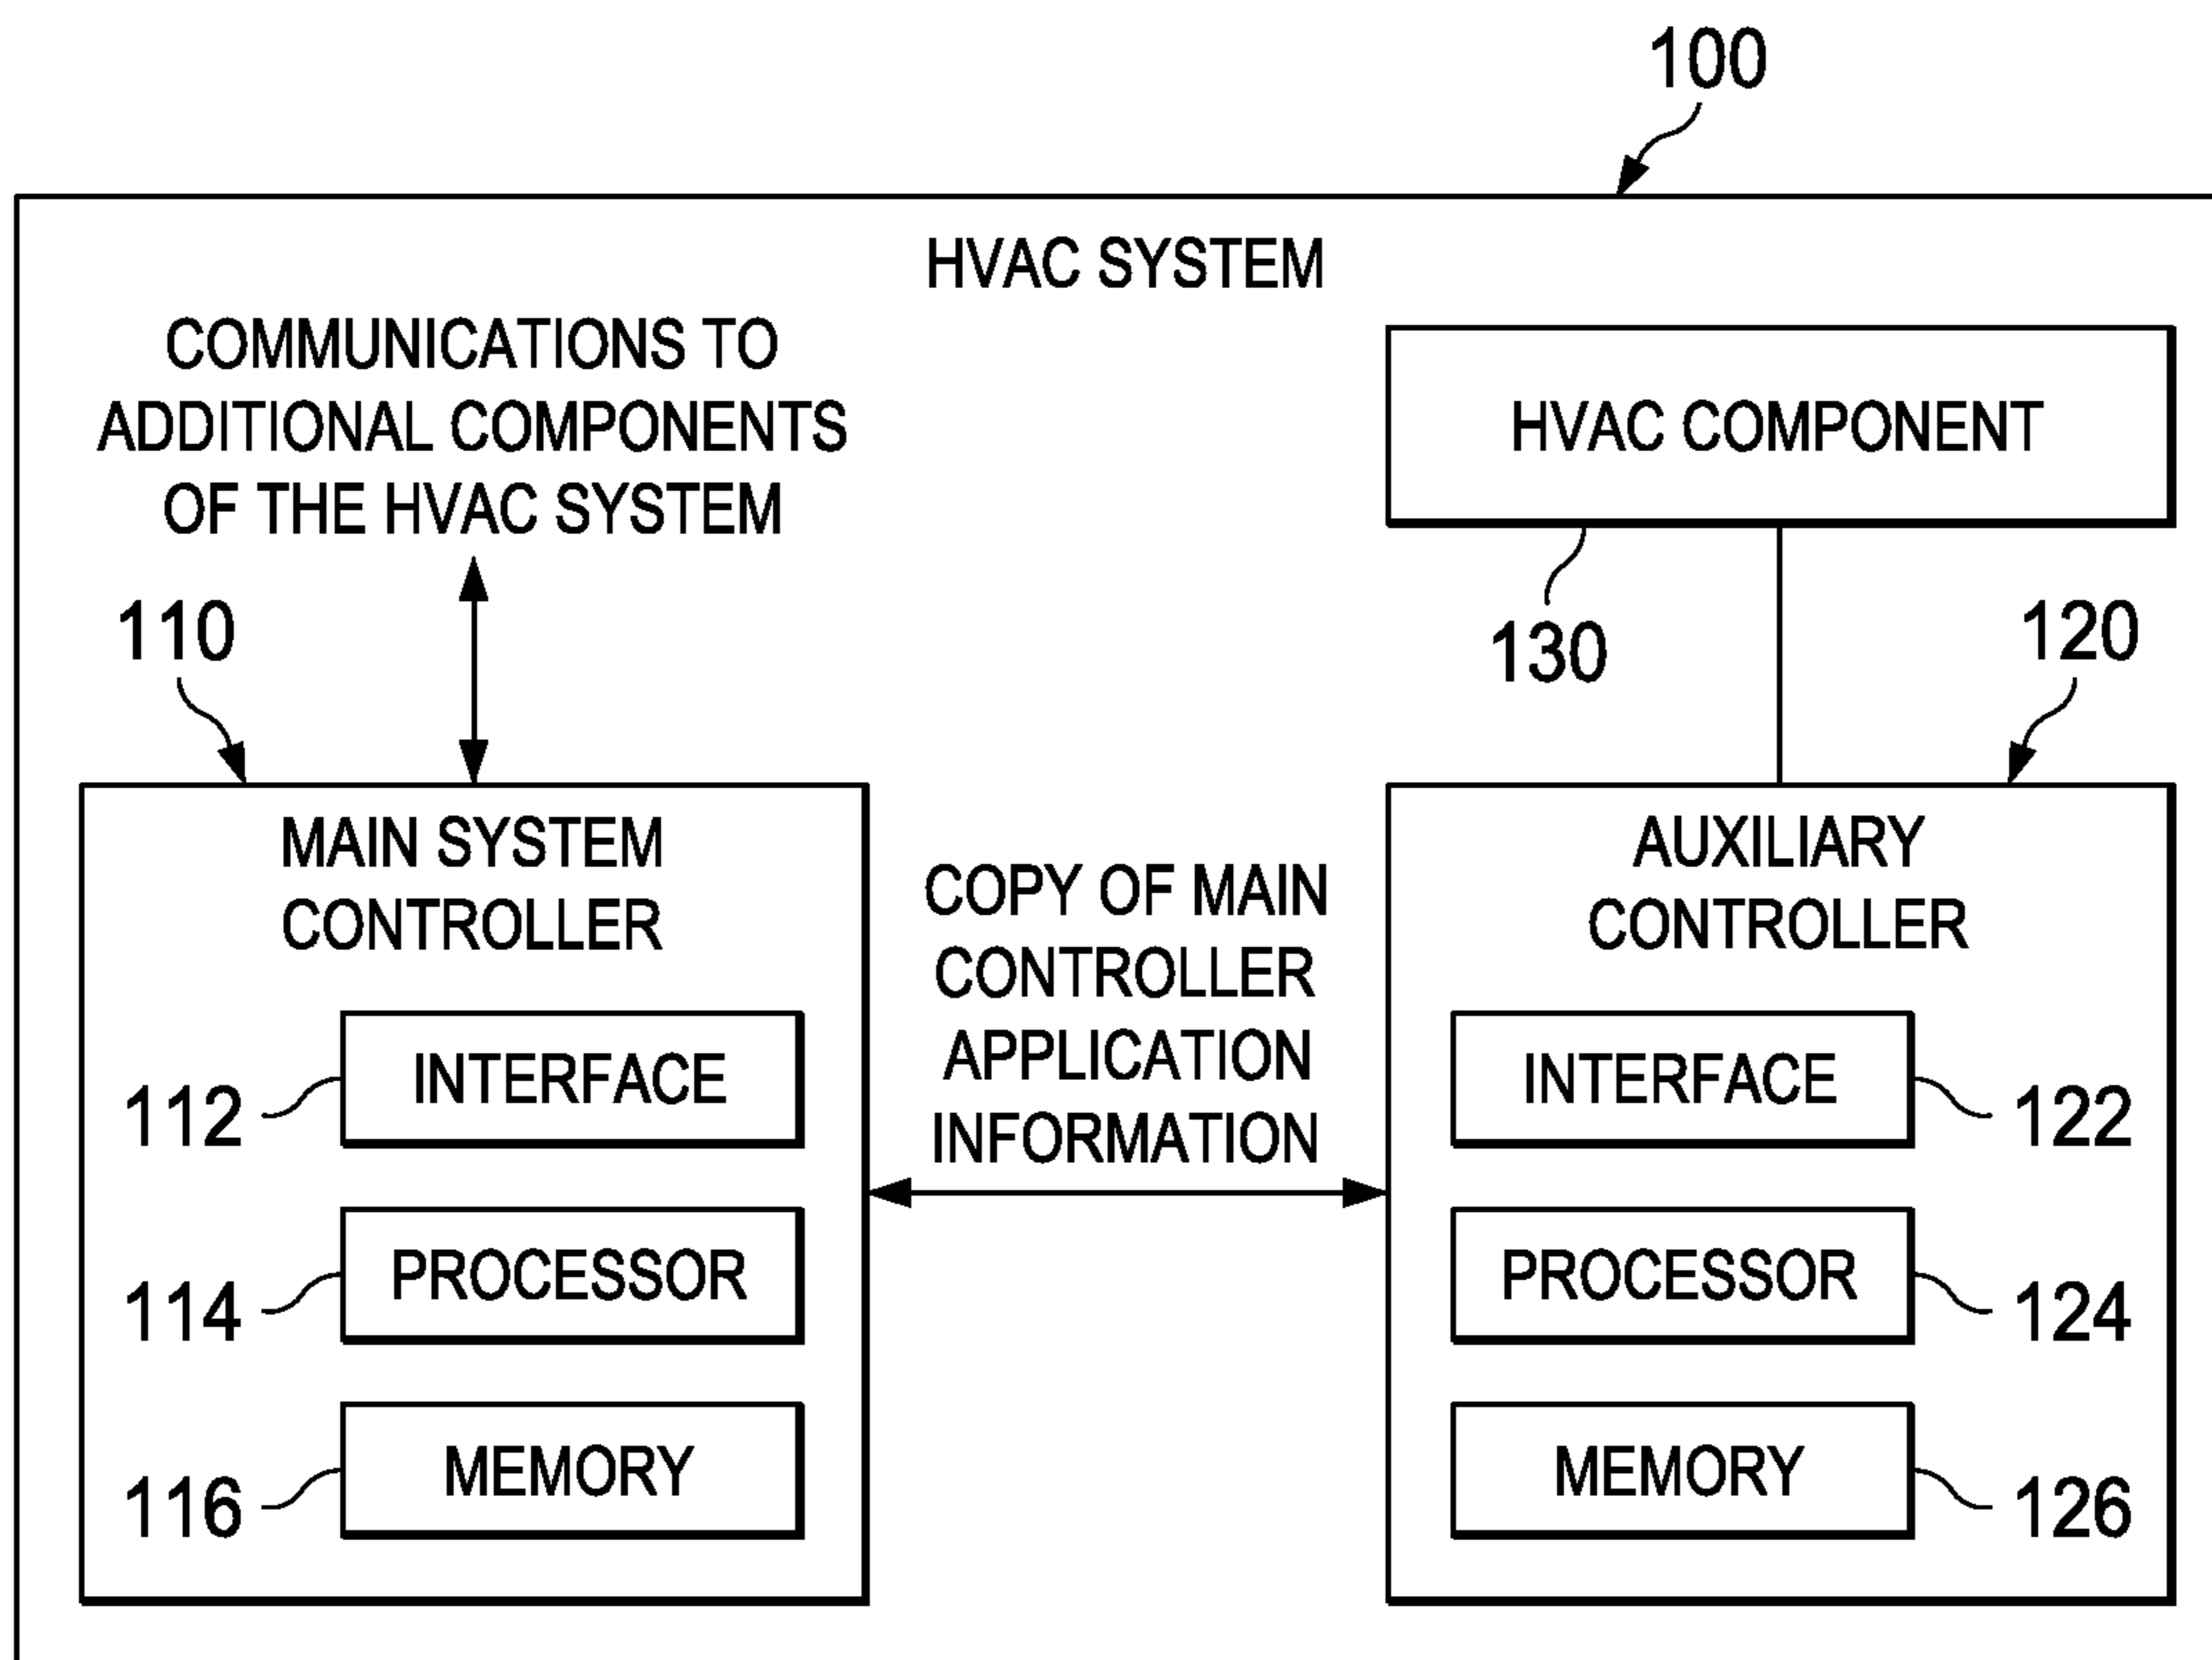 100
HVAC SYSTEM
COMMUNICATIONS TO
ADDITIONAL COMPONENTS
OF THE HVAC SYSTEM
HVAC COMPONENT
130
110
120
MAIN SYSTEM
CONTROLLER
112
INTERFACE
114
PROCESSOR
116
MEMORY
COPY OF MAIN
CONTROLLER
APPLICATION
INFORMATION
AUXILIARY
CONTROLLER
INTERFACE
122
PROCESSOR
124
MEMORY
126